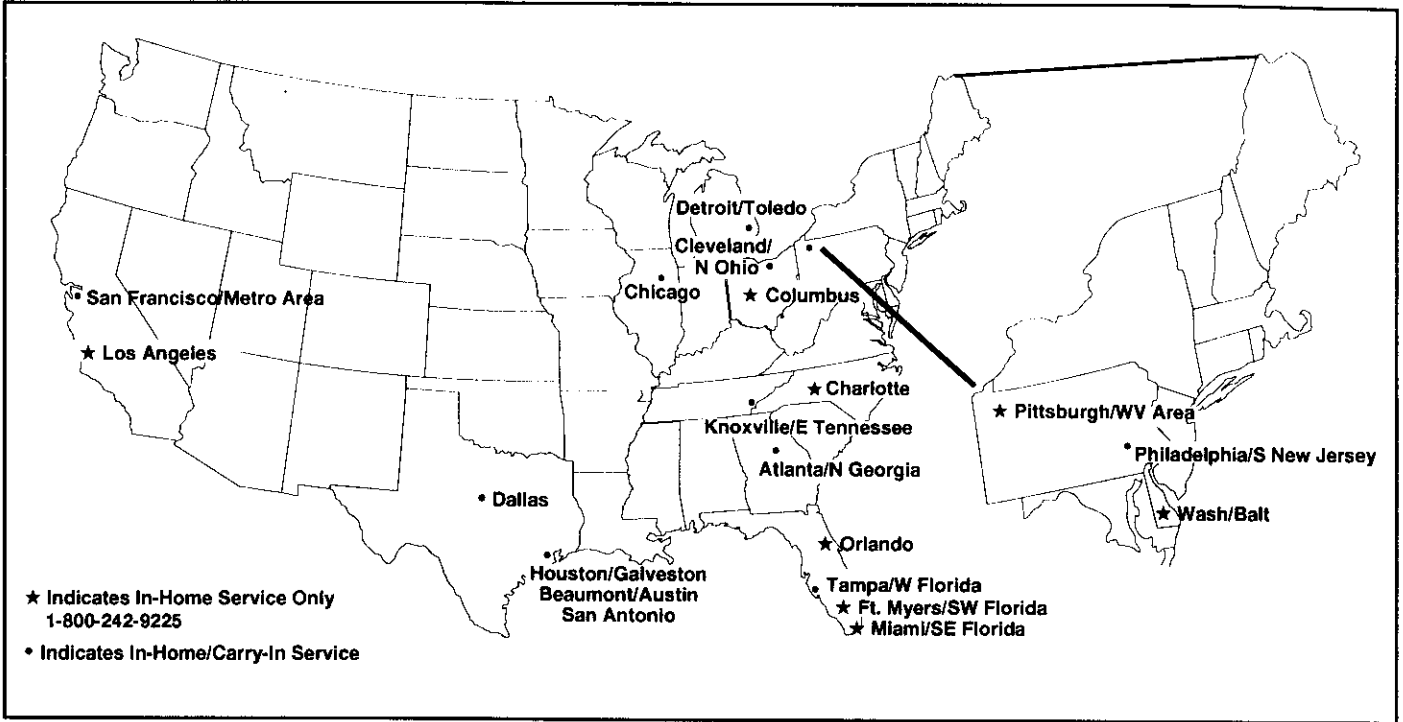 Detroit/Toledo
Cleveland/
N Ohio
Chicago
★ Columbus
San Francisco/Metro Area
★ Los Angeles
★ Charlotte
Knoxville/E Tennessee
Atlanta/N Georgia
Dallas
Houston/Galveston
Beaumont/Austin
San Antonio
★ Orlando
Tampa/W Florida
★ Ft. Myers/SW Florida
★ Miami/SE Florida
★ Pittsburgh/WV Area
Philadelphia/S New Jersey
★ Wash/Balt
★ Indicates In-Home Service Only
1-800-242-9225
• Indicates In-Home/Carry-In Service